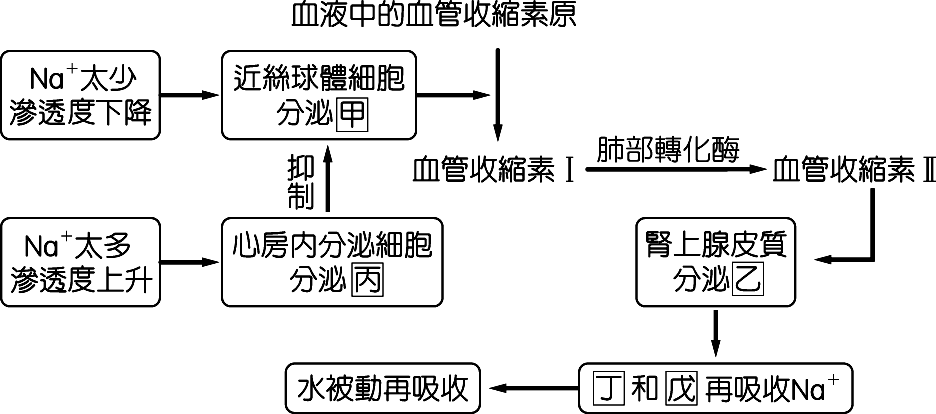 血液中的血管收縮素原
Na⁺太少
滲透度下降
近絲球體細胞
分泌甲
抑制
血管收縮素Ⅰ
肺部轉化酶
血管收縮素Ⅱ
Na⁺太多
滲透度上升
心房內分泌細胞
分泌丙
腎上腺皮質
分泌乙
水被動再吸收
丁和戊再吸收Na⁺